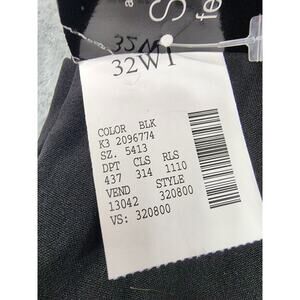 32W
32W1
COLOR BLK
K3 2096774
SZ. 5413
DPT CLS RLS
437 314 1110
VEND STYLE
13042 320800
VS: 320800